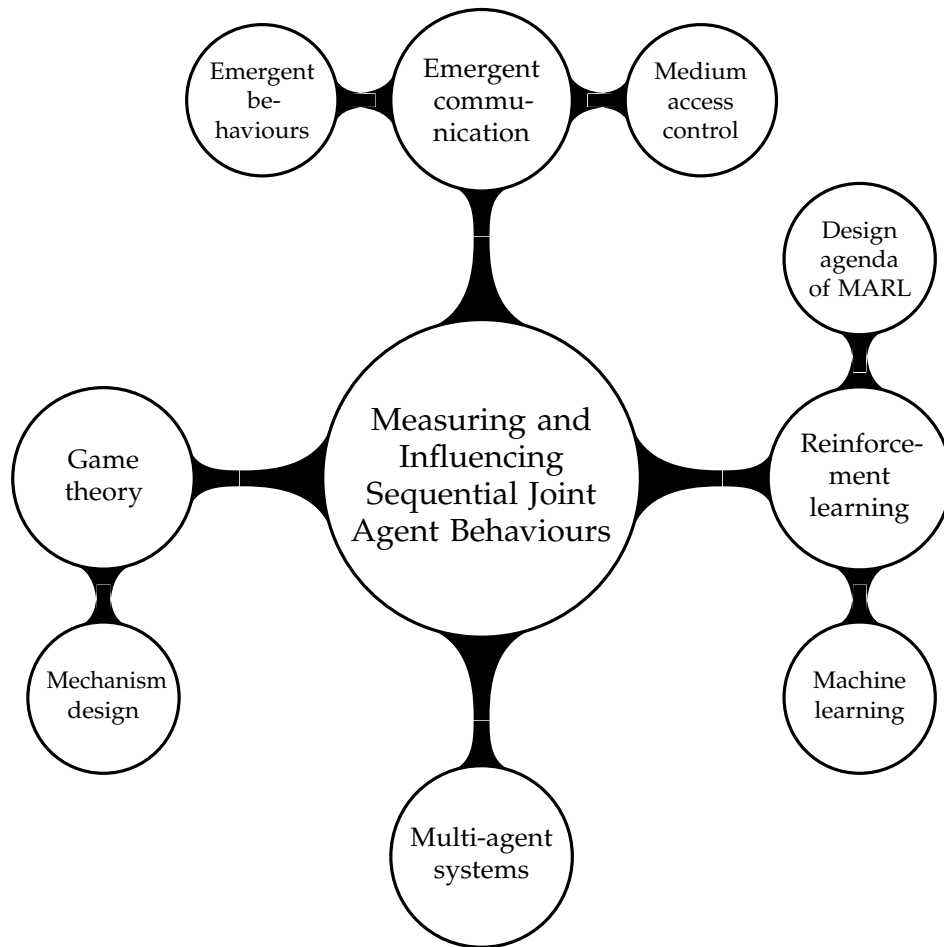 Emergent
be-
haviours
Emergent
commu-
nication
Medium
access
control
Design
agenda
of MARL
Measuring and
Influencing
Sequential Joint
Agent Behaviours
Game
theory
Reinforce-
ment
learning
Mechanism
design
Machine
learning
Multi-agent
systems